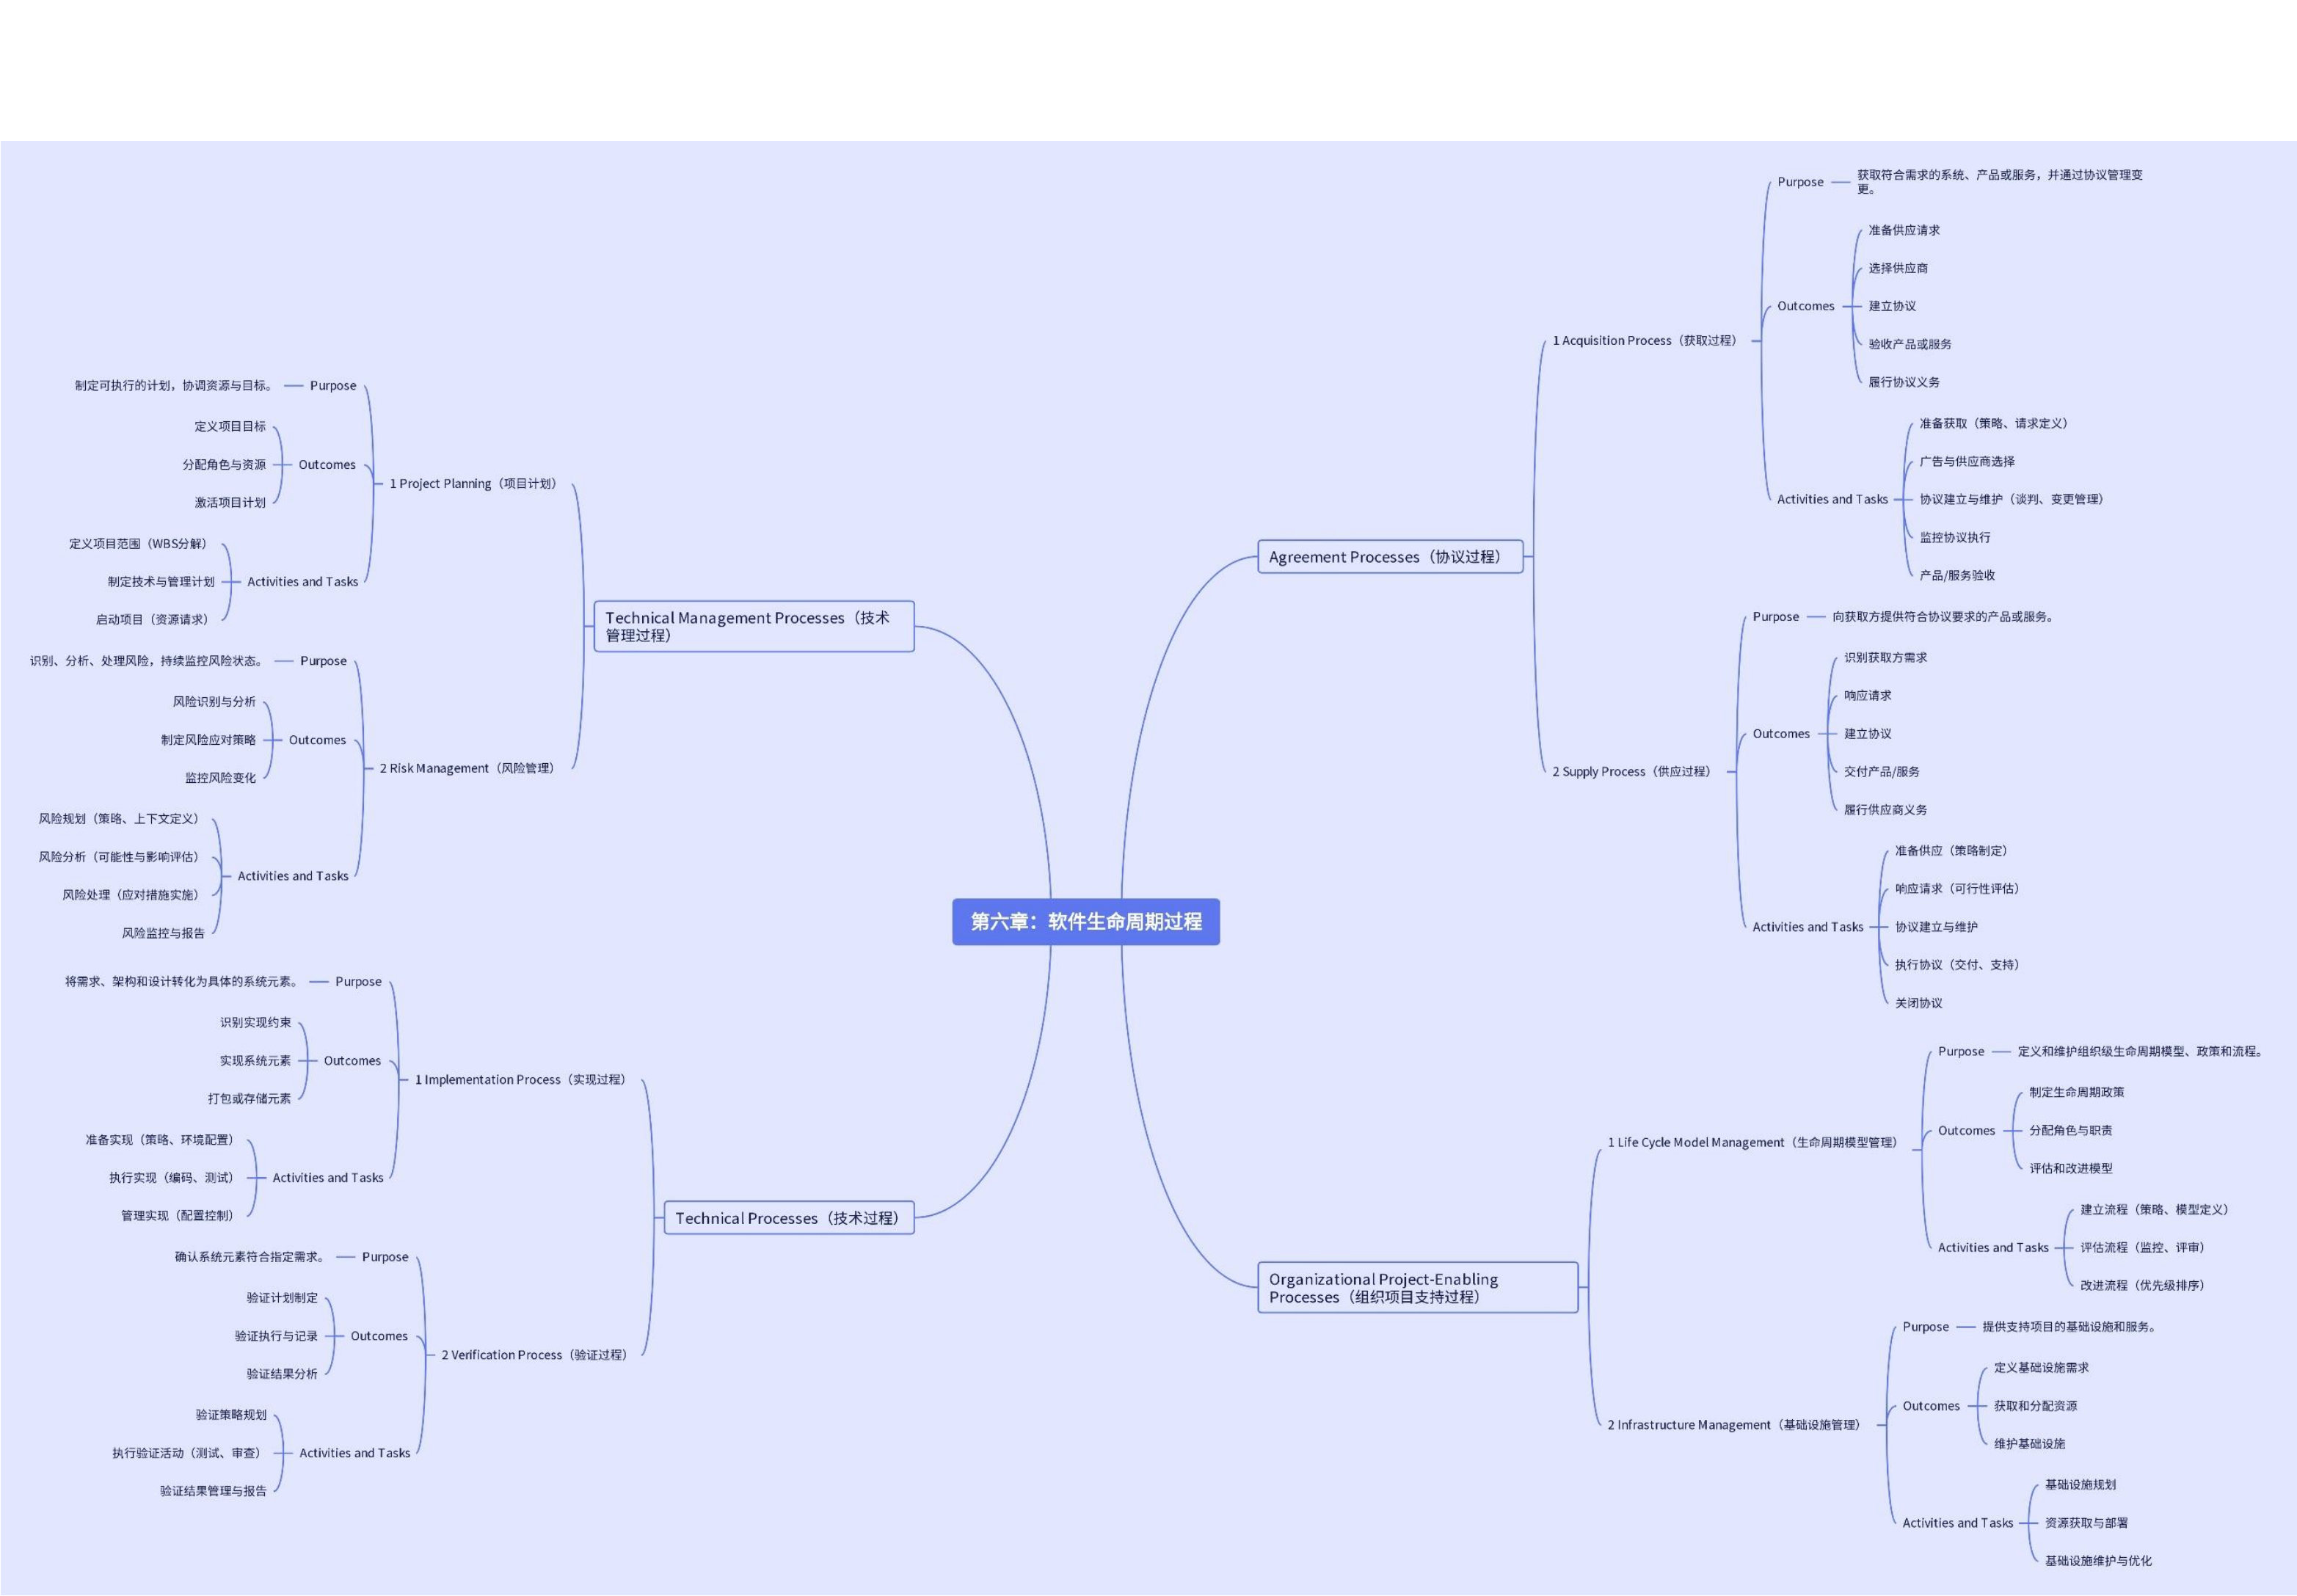 第六章：软件生命周期过程
Agreement Processes（协议过程）
1 Acquisition Process（获取过程）
Purpose
获取符合需求的系统、产品或服务，并通过协议管理变
更。
Outcomes
准备供应请求
选择供应商
建立协议
验收产品或服务
履行协议义务
Activities and Tasks
准备获取（策略、请求定义）
广告与供应商选择
协议建立与维护（谈判、变更管理）
监控协议执行
产品/服务验收
2 Supply Process（供应过程）
Purpose
向获取方提供符合协议要求的产品或服务。
Outcomes
识别获取方需求
响应请求
建立协议
交付产品/服务
履行供应商义务
Activities and Tasks
准备供应（策略制定）
响应请求（可行性评估）
协议建立与维护
执行协议（交付、支持）
关闭协议
Organizational Project-Enabling
Processes（组织项目支持过程）
1 Life Cycle Model Management（生命周期模型管理）
Purpose
定义和维护组织级生命周期模型、政策和流程。
Outcomes
制定生命周期政策
分配角色与职责
评估和改进模型
Activities and Tasks
建立流程（策略、模型定义）
评估流程（监控、评审）
改进流程（优先级排序）
2 Infrastructure Management（基础设施管理）
Purpose
提供支持项目的基础设施和服务。
Outcomes
定义基础设施需求
获取和分配资源
维护基础设施
Activities and Tasks
基础设施规划
资源获取与部署
基础设施维护与优化
Technical Management Processes（技术
管理过程）
1 Project Planning（项目计划）
Purpose
制定可执行的计划，协调资源与目标。
Outcomes
定义项目目标
分配角色与资源
激活项目计划
Activities and Tasks
定义项目范围（WBS分解）
制定技术与管理计划
启动项目（资源请求）
2 Risk Management（风险管理）
Purpose
识别、分析、处理风险，持续监控风险状态。
Outcomes
风险识别与分析
制定风险应对策略
监控风险变化
Activities and Tasks
风险规划（策略、上下文定义）
风险分析（可能性与影响评估）
风险处理（应对措施实施）
风险监控与报告
Technical Processes（技术过程）
1 Implementation Process（实现过程）
Purpose
将需求、架构和设计转化为具体的系统元素。
Outcomes
识别实现约束
实现系统元素
打包或存储元素
Activities and Tasks
准备实现（策略、环境配置）
执行实现（编码、测试）
管理实现（配置控制）
2 Verification Process（验证过程）
Purpose
确认系统元素符合指定需求。
Outcomes
验证计划制定
验证执行与记录
验证结果分析
Activities and Tasks
验证策略规划
执行验证活动（测试、审查）
验证结果管理与报告